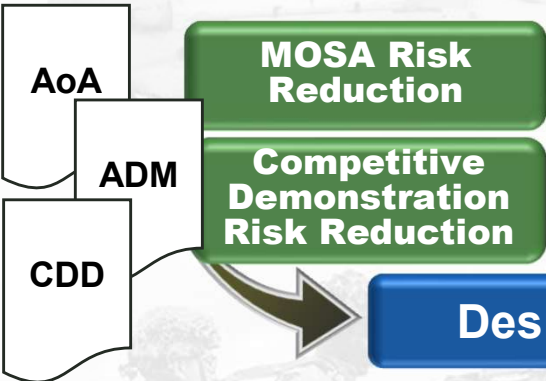 AoA
MOSA Risk
Reduction
ADM
Competitive
Demonstration
Risk Reduction
CDD
Des